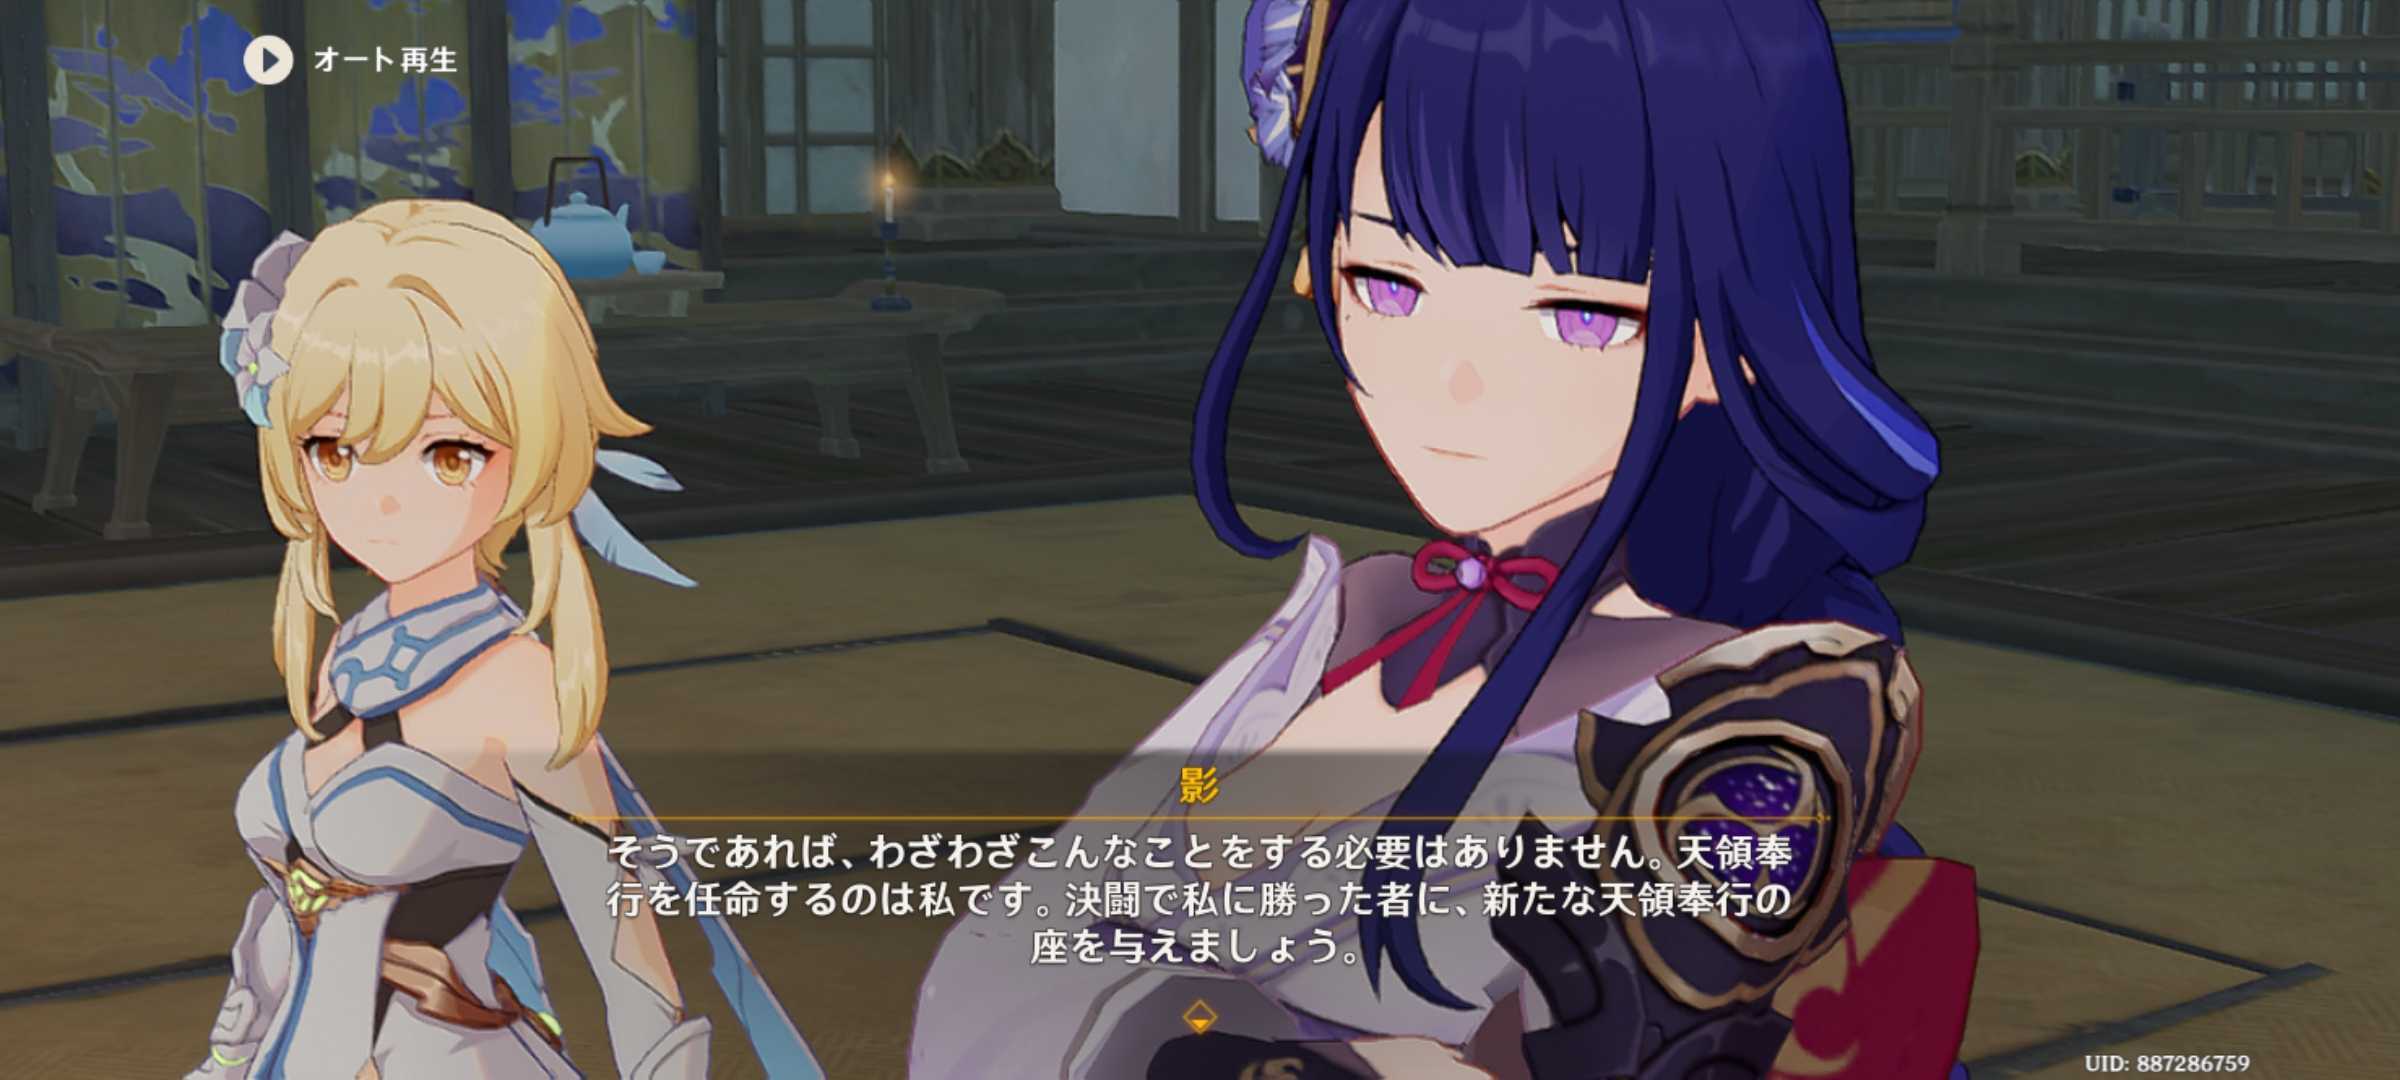 オート再生
影
そうであれば、わざわざこんなことをする必要はありません。天領奉
行を任命するのは私です。決闘で私に勝った者に、新たな天領奉行の
座を与えましょう。
UID: 887286759